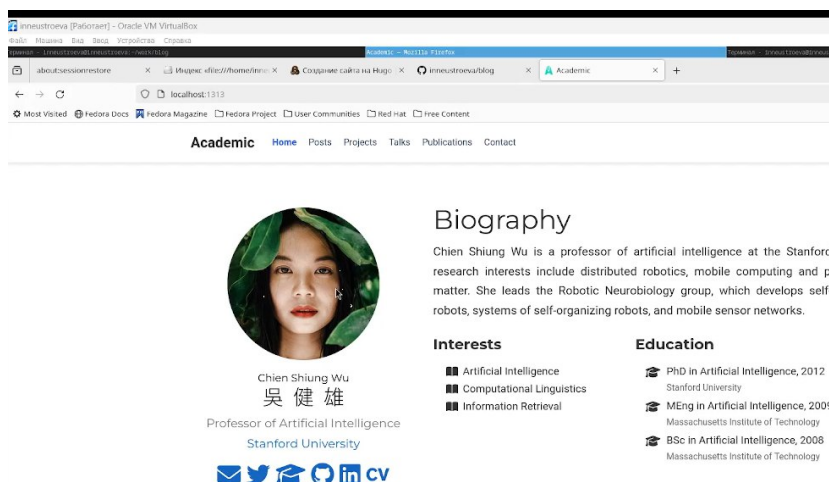 inneustroeva [Работает] - Oracle VM VirtualBox
Файл Машина Вид Ввод Устройства Справка
Терминал - inneustroeva@inneustroeva:~/work/blog
Academic — Mozilla Firefox
Терминал - inneustroeva
about:sessionrestore
Индекс «file:///home/inne
Создание сайта на Hugo
inneustroeva/blog
Academic
localhost:1313
Most Visited Fedora Docs Fedora Magazine Fedora Project User Communities Red Hat Free Content
Academic Home Posts Projects Talks Publications Contact
Biography
Chien Shiung Wu is a professor of artificial intelligence at the Stanford
research interests include distributed robotics, mobile computing and p
matter. She leads the Robotic Neurobiology group, which develops self
robots, systems of self-organizing robots, and mobile sensor networks.
Chien Shiung Wu
吳健雄
Professor of Artificial Intelligence
Stanford University
CV
Interests
Artificial Intelligence
Computational Linguistics
Information Retrieval
Education
PhD in Artificial Intelligence, 2012
Stanford University
MEng in Artificial Intelligence, 2009
Massachusetts Institute of Technology
BSc in Artificial Intelligence, 2008
Massachusetts Institute of Technology